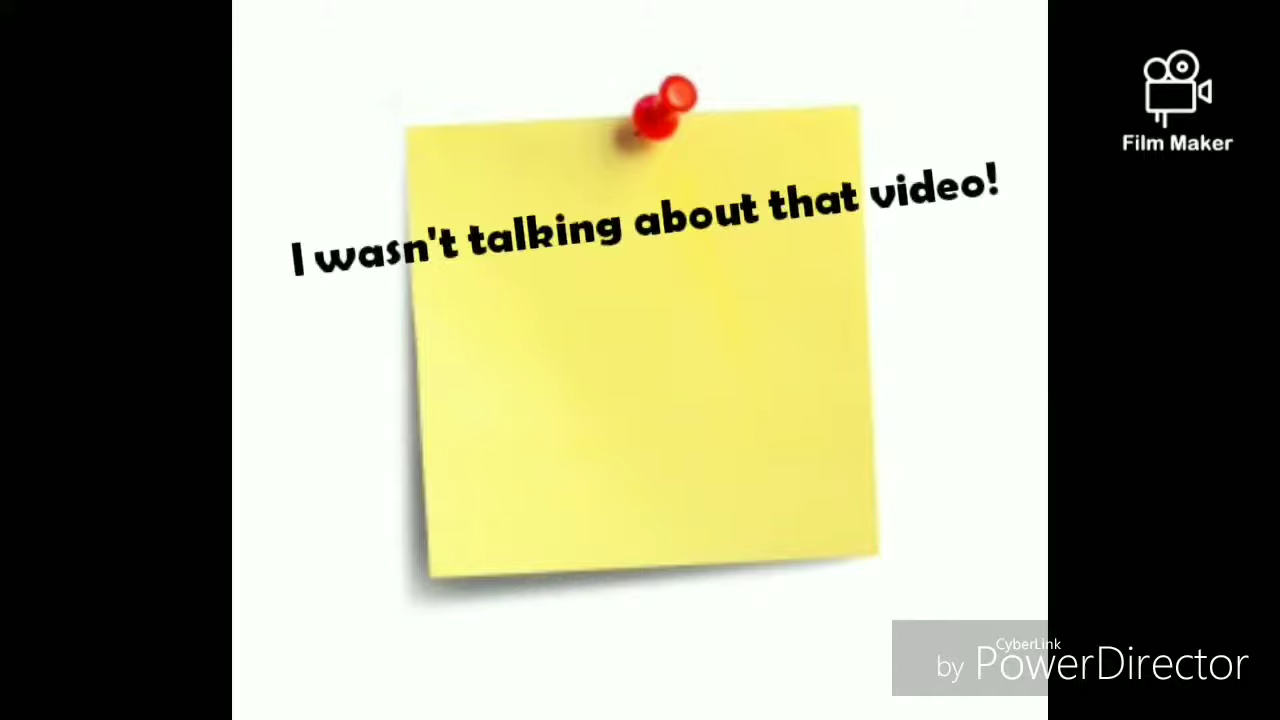 Film Maker
I wasn't talking about that video!
CyberLink
by PowerDirector